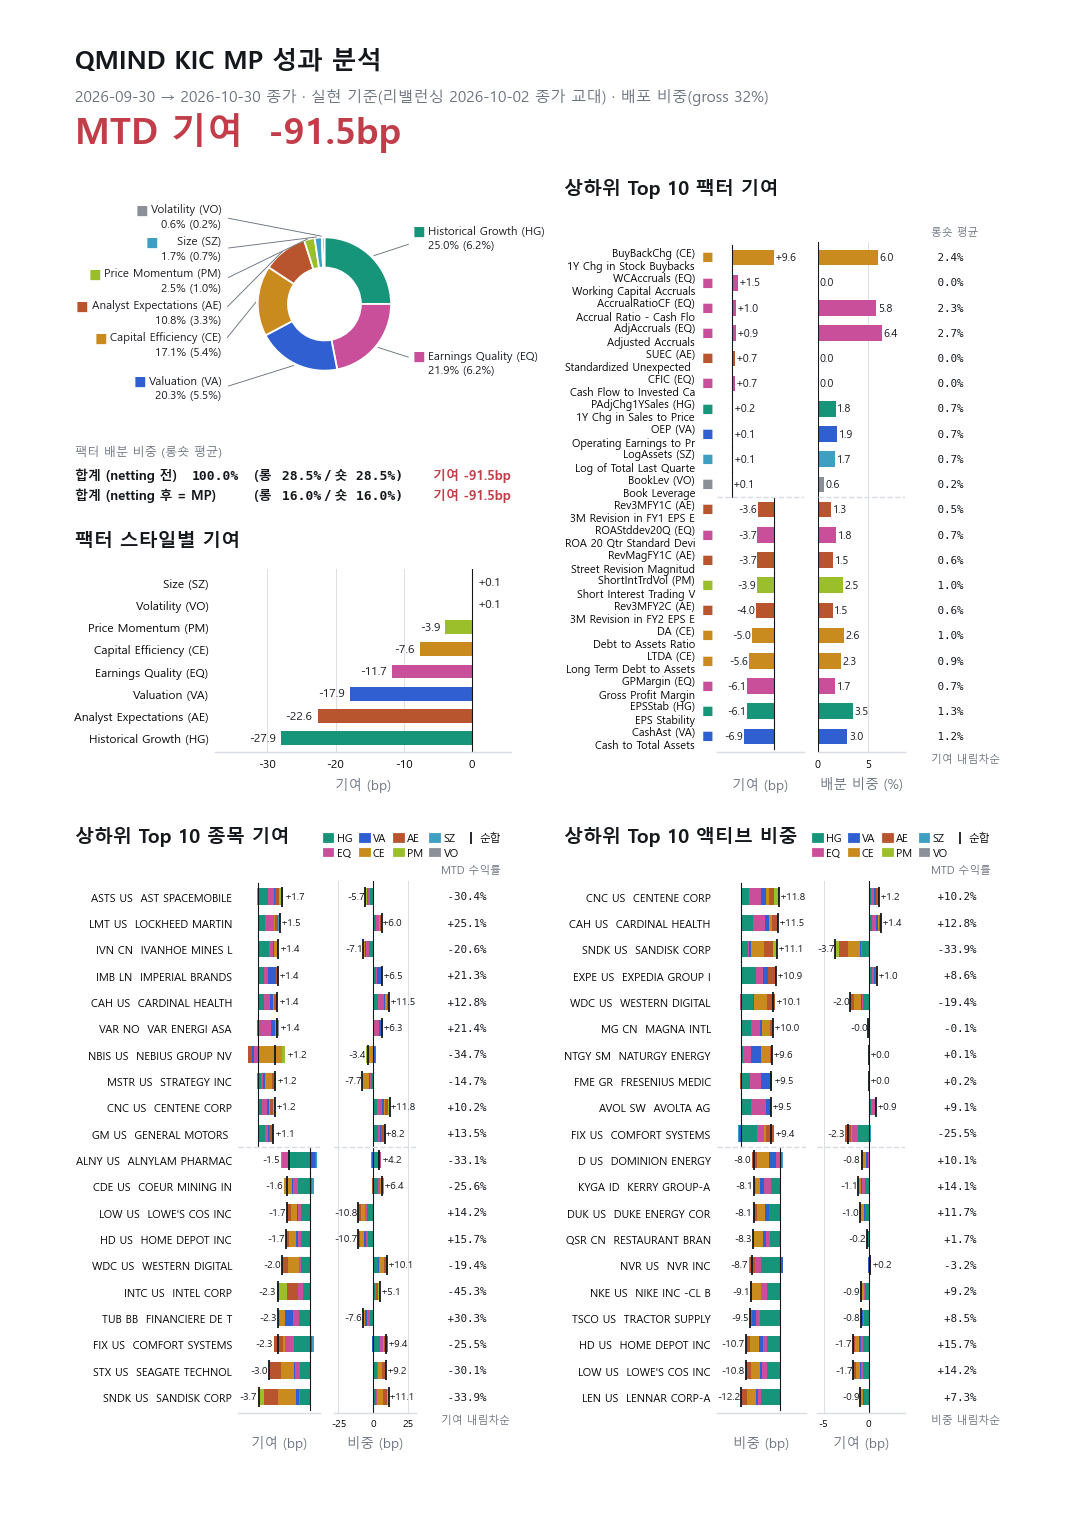 QMIND KIC MP 성과 분석
2026-09-30 → 2026-10-30 종가 · 실현 기준(리밸런싱 2026-10-02 종가 교대) · 배포 비중(gross 32%)
MTD 기여 -91.5bp
Volatility (VO)
0.6% (0.2%)
Size (SZ)
1.7% (0.7%)
Price Momentum (PM)
2.5% (1.0%)
Analyst Expectations (AE)
10.8% (3.3%)
Capital Efficiency (CE)
17.1% (5.4%)
Valuation (VA)
20.3% (5.5%)
Historical Growth (HG)
25.0% (6.2%)
Earnings Quality (EQ)
21.9% (6.2%)
팩터 배분 비중 (롱숏 평균)
합계 (netting 전) 100.0% (롱 28.5% / 숏 28.5%) 기여 -91.5bp
합계 (netting 후 = MP) (롱 16.0% / 숏 16.0%) 기여 -91.5bp
팩터 스타일별 기여
Size (SZ) +0.1
Volatility (VO) +0.1
Price Momentum (PM) -3.9
Capital Efficiency (CE) -7.6
Earnings Quality (EQ) -11.7
Valuation (VA) -17.9
Analyst Expectations (AE) -22.6
Historical Growth (HG) -27.9
-30 -20 -10 0
기여 (bp)
상하위 Top 10 팩터 기여
롱숏 평균
BuyBackChg (CE) +9.6 6.0 2.4%
1Y Chg in Stock Buybacks
WCAccruals (EQ) +1.5 0.0 0.0%
Working Capital Accruals
AccrualRatioCF (EQ) +1.0 5.8 2.3%
Accrual Ratio - Cash Flo
AdjAccruals (EQ) +0.9 6.4 2.7%
Adjusted Accruals
SUEC (AE) +0.7 0.0 0.0%
Standardized Unexpected
CFIC (EQ) +0.7 0.0 0.0%
Cash Flow to Invested Ca
PAdjChg1YSales (HG) +0.2 1.8 0.7%
1Y Chg in Sales to Price
OEP (VA) +0.1 1.9 0.7%
Operating Earnings to Pr
LogAssets (SZ) +0.1 1.7 0.7%
Log of Total Last Quarte
BookLev (VO) +0.1 0.6 0.2%
Book Leverage
Rev3MFY1C (AE) -3.6 1.3 0.5%
3M Revision in FY1 EPS E
ROAStddev20Q (EQ) -3.7 1.8 0.7%
ROA 20 Qtr Standard Devi
RevMagFY1C (AE) -3.7 1.5 0.6%
Street Revision Magnitud
ShortIntTrdVol (PM) -3.9 2.5 1.0%
Short Interest Trading V
Rev3MFY2C (AE) -4.0 1.5 0.6%
3M Revision in FY2 EPS E
DA (CE) -5.0 2.6 1.0%
Debt to Assets Ratio
LTDA (CE) -5.6 2.3 0.9%
Long Term Debt to Assets
GPMargin (EQ) -6.1 1.7 0.7%
Gross Profit Margin
EPSStab (HG) -6.1 3.5 1.3%
EPS Stability
CashAst (VA) -6.9 3.0 1.2%
Cash to Total Assets
0 5
기여 내림차순
기여 (bp) 배분 비중 (%)
상하위 Top 10 종목 기여
HG VA AE SZ 순합
EQ CE PM VO
MTD 수익률
ASTS US AST SPACEMOBILE +1.7 -5.7 -30.4%
LMT US LOCKHEED MARTIN +1.5 +6.0 +25.1%
IVN CN IVANHOE MINES L +1.4 -7.1 -20.6%
IMB LN IMPERIAL BRANDS +1.4 +6.5 +21.3%
CAH US CARDINAL HEALTH +1.4 +11.5 +12.8%
VAR NO VAR ENERGI ASA +1.4 +6.3 +21.4%
NBIS US NEBIUS GROUP NV +1.2 -3.4 -34.7%
MSTR US STRATEGY INC +1.2 -7.7 -14.7%
CNC US CENTENE CORP +1.2 +11.8 +10.2%
GM US GENERAL MOTORS +1.1 +8.2 +13.5%
ALNY US ALNYLAM PHARMAC -1.5 +4.2 -33.1%
CDE US COEUR MINING IN -1.6 +6.4 -25.6%
LOW US LOWE'S COS INC -1.7 -10.8 +14.2%
HD US HOME DEPOT INC -1.7 -10.7 +15.7%
WDC US WESTERN DIGITAL -2.0 +10.1 -19.4%
INTC US INTEL CORP -2.3 +5.1 -45.3%
TUB BB FINANCIERE DE T -2.3 -7.6 +30.3%
FIX US COMFORT SYSTEMS -2.3 +9.4 -25.5%
STX US SEAGATE TECHNOL -3.0 +9.2 -30.1%
SNDK US SANDISK CORP -3.7 +11.1 -33.9%
-25 0 25
기여 내림차순
기여 (bp) 비중 (bp)
상하위 Top 10 액티브 비중
HG VA AE SZ 순합
EQ CE PM VO
MTD 수익률
CNC US CENTENE CORP +11.8 +1.2 +10.2%
CAH US CARDINAL HEALTH +11.5 +1.4 +12.8%
SNDK US SANDISK CORP +11.1 -3.7 -33.9%
EXPE US EXPEDIA GROUP I +10.9 +1.0 +8.6%
WDC US WESTERN DIGITAL +10.1 -2.0 -19.4%
MG CN MAGNA INTL +10.0 -0.0 -0.1%
NTGY SM NATURGY ENERGY +9.6 +0.0 +0.1%
FME GR FRESENIUS MEDIC +9.5 +0.0 +0.2%
AVOL SW AVOLTA AG +9.5 +0.9 +9.1%
FIX US COMFORT SYSTEMS +9.4 -2.3 -25.5%
D US DOMINION ENERGY -8.0 -0.8 +10.1%
KYGA ID KERRY GROUP-A -8.1 -1.1 +14.1%
DUK US DUKE ENERGY COR -8.1 -1.0 +11.7%
QSR CN RESTAURANT BRAN -8.3 -0.2 +1.7%
NVR US NVR INC -8.7 +0.2 -3.2%
NKE US NIKE INC -CL B -9.1 -0.9 +9.2%
TSCO US TRACTOR SUPPLY -9.5 -0.8 +8.5%
HD US HOME DEPOT INC -10.7 -1.7 +15.7%
LOW US LOWE'S COS INC -10.8 -1.7 +14.2%
LEN US LENNAR CORP-A -12.2 -0.9 +7.3%
-5 0
비중 내림차순
비중 (bp) 기여 (bp)